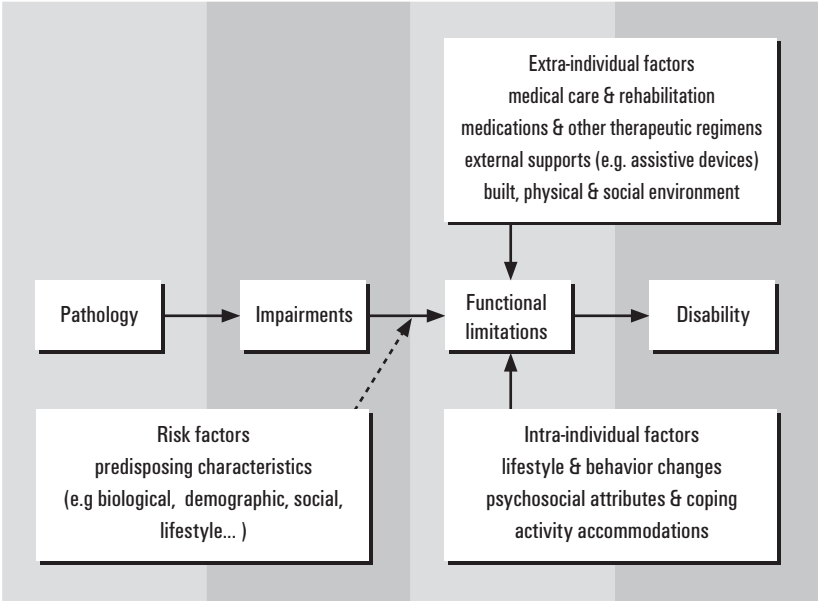 Extra-individual factors
medical care & rehabilitation
medications & other therapeutic regimens
external supports (e.g. assistive devices)
built, physical & social environment
Pathology
Impairments
Functional
limitations
Disability
Risk factors
predisposing characteristics
(e.g biological, demographic, social,
lifestyle... )
Intra-individual factors
lifestyle & behavior changes
psychosocial attributes & coping
activity accommodations